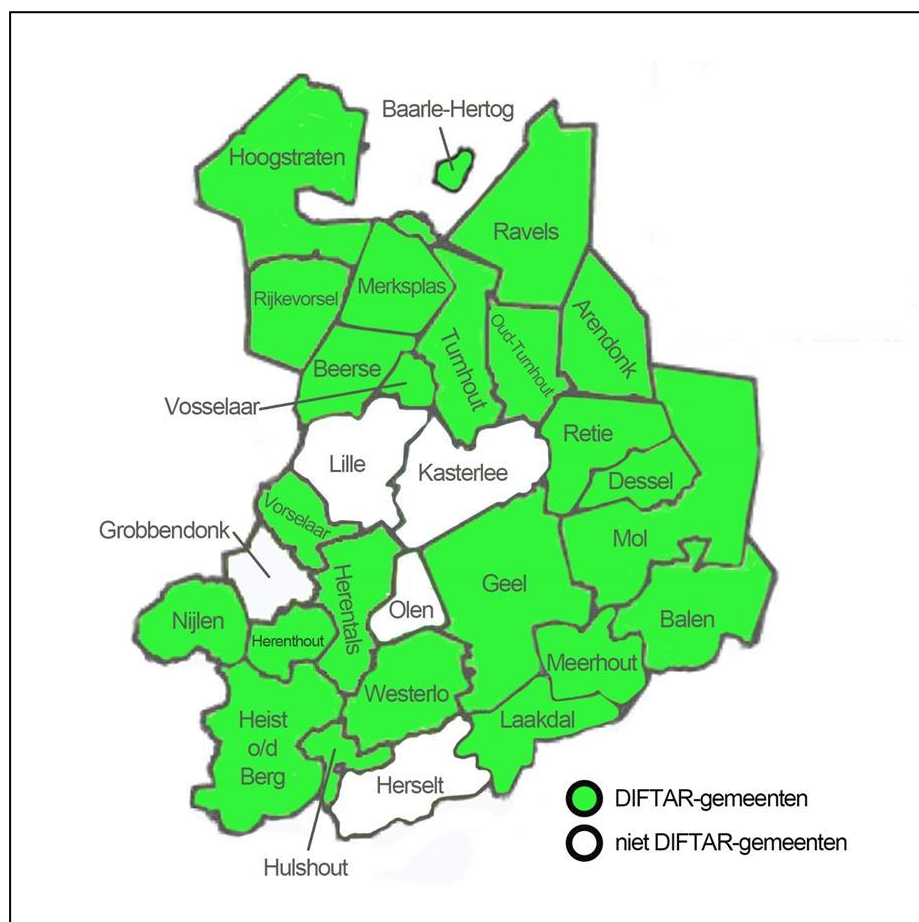 Baarle-Hertog
Hoogstraten
Ravels
Rijkevorsel
Merksplas
Arendonk
Oud-Turnhout
Turnhout
Beerse
Vosselaar
Retie
Lille
Kasterlee
Dessel
Vorselaar
Grobbendonk
Mol
Geel
Herentals
Olen
Nijlen
Herenthout
Balen
Meerhout
Westerlo
Laakdal
Heist
o/d
Berg
Herselt
DIFTAR-gemeenten
niet DIFTAR-gemeenten
Hulshout